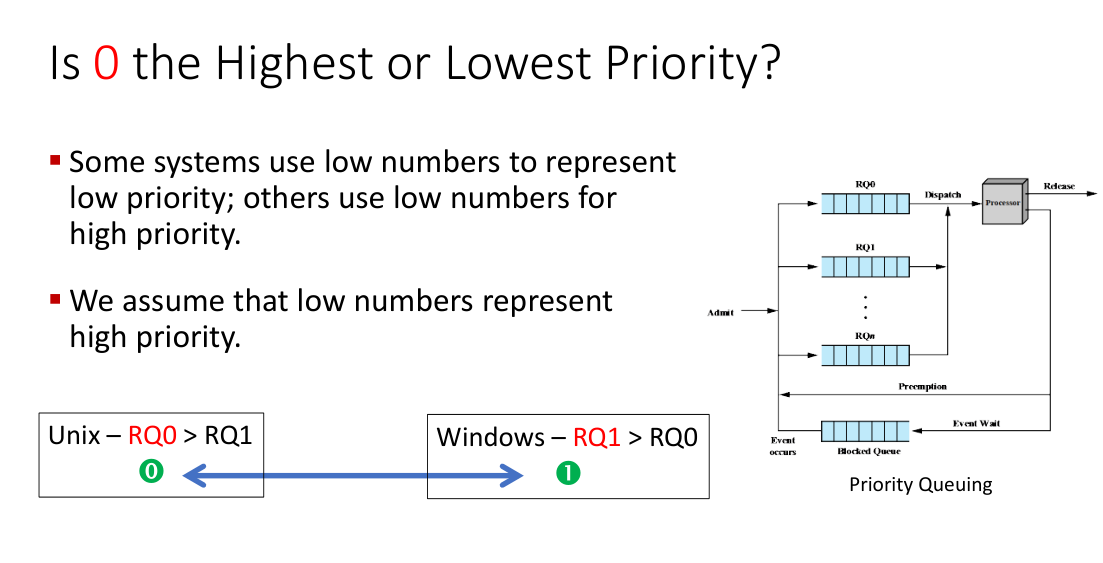 Is 0 the Highest or Lowest Priority?
▪ Some systems use low numbers to represent
low priority; others use low numbers for
high priority.
▪ We assume that low numbers represent
high priority.
Unix – RQ0 > RQ1
0
Windows – RQ1 > RQ0
1
RQ0
Dispatch
Processor
Release
RQ1
Admit
RQn
Preemption
Event Wait
Event
occurs
Blocked Queue
Priority Queuing